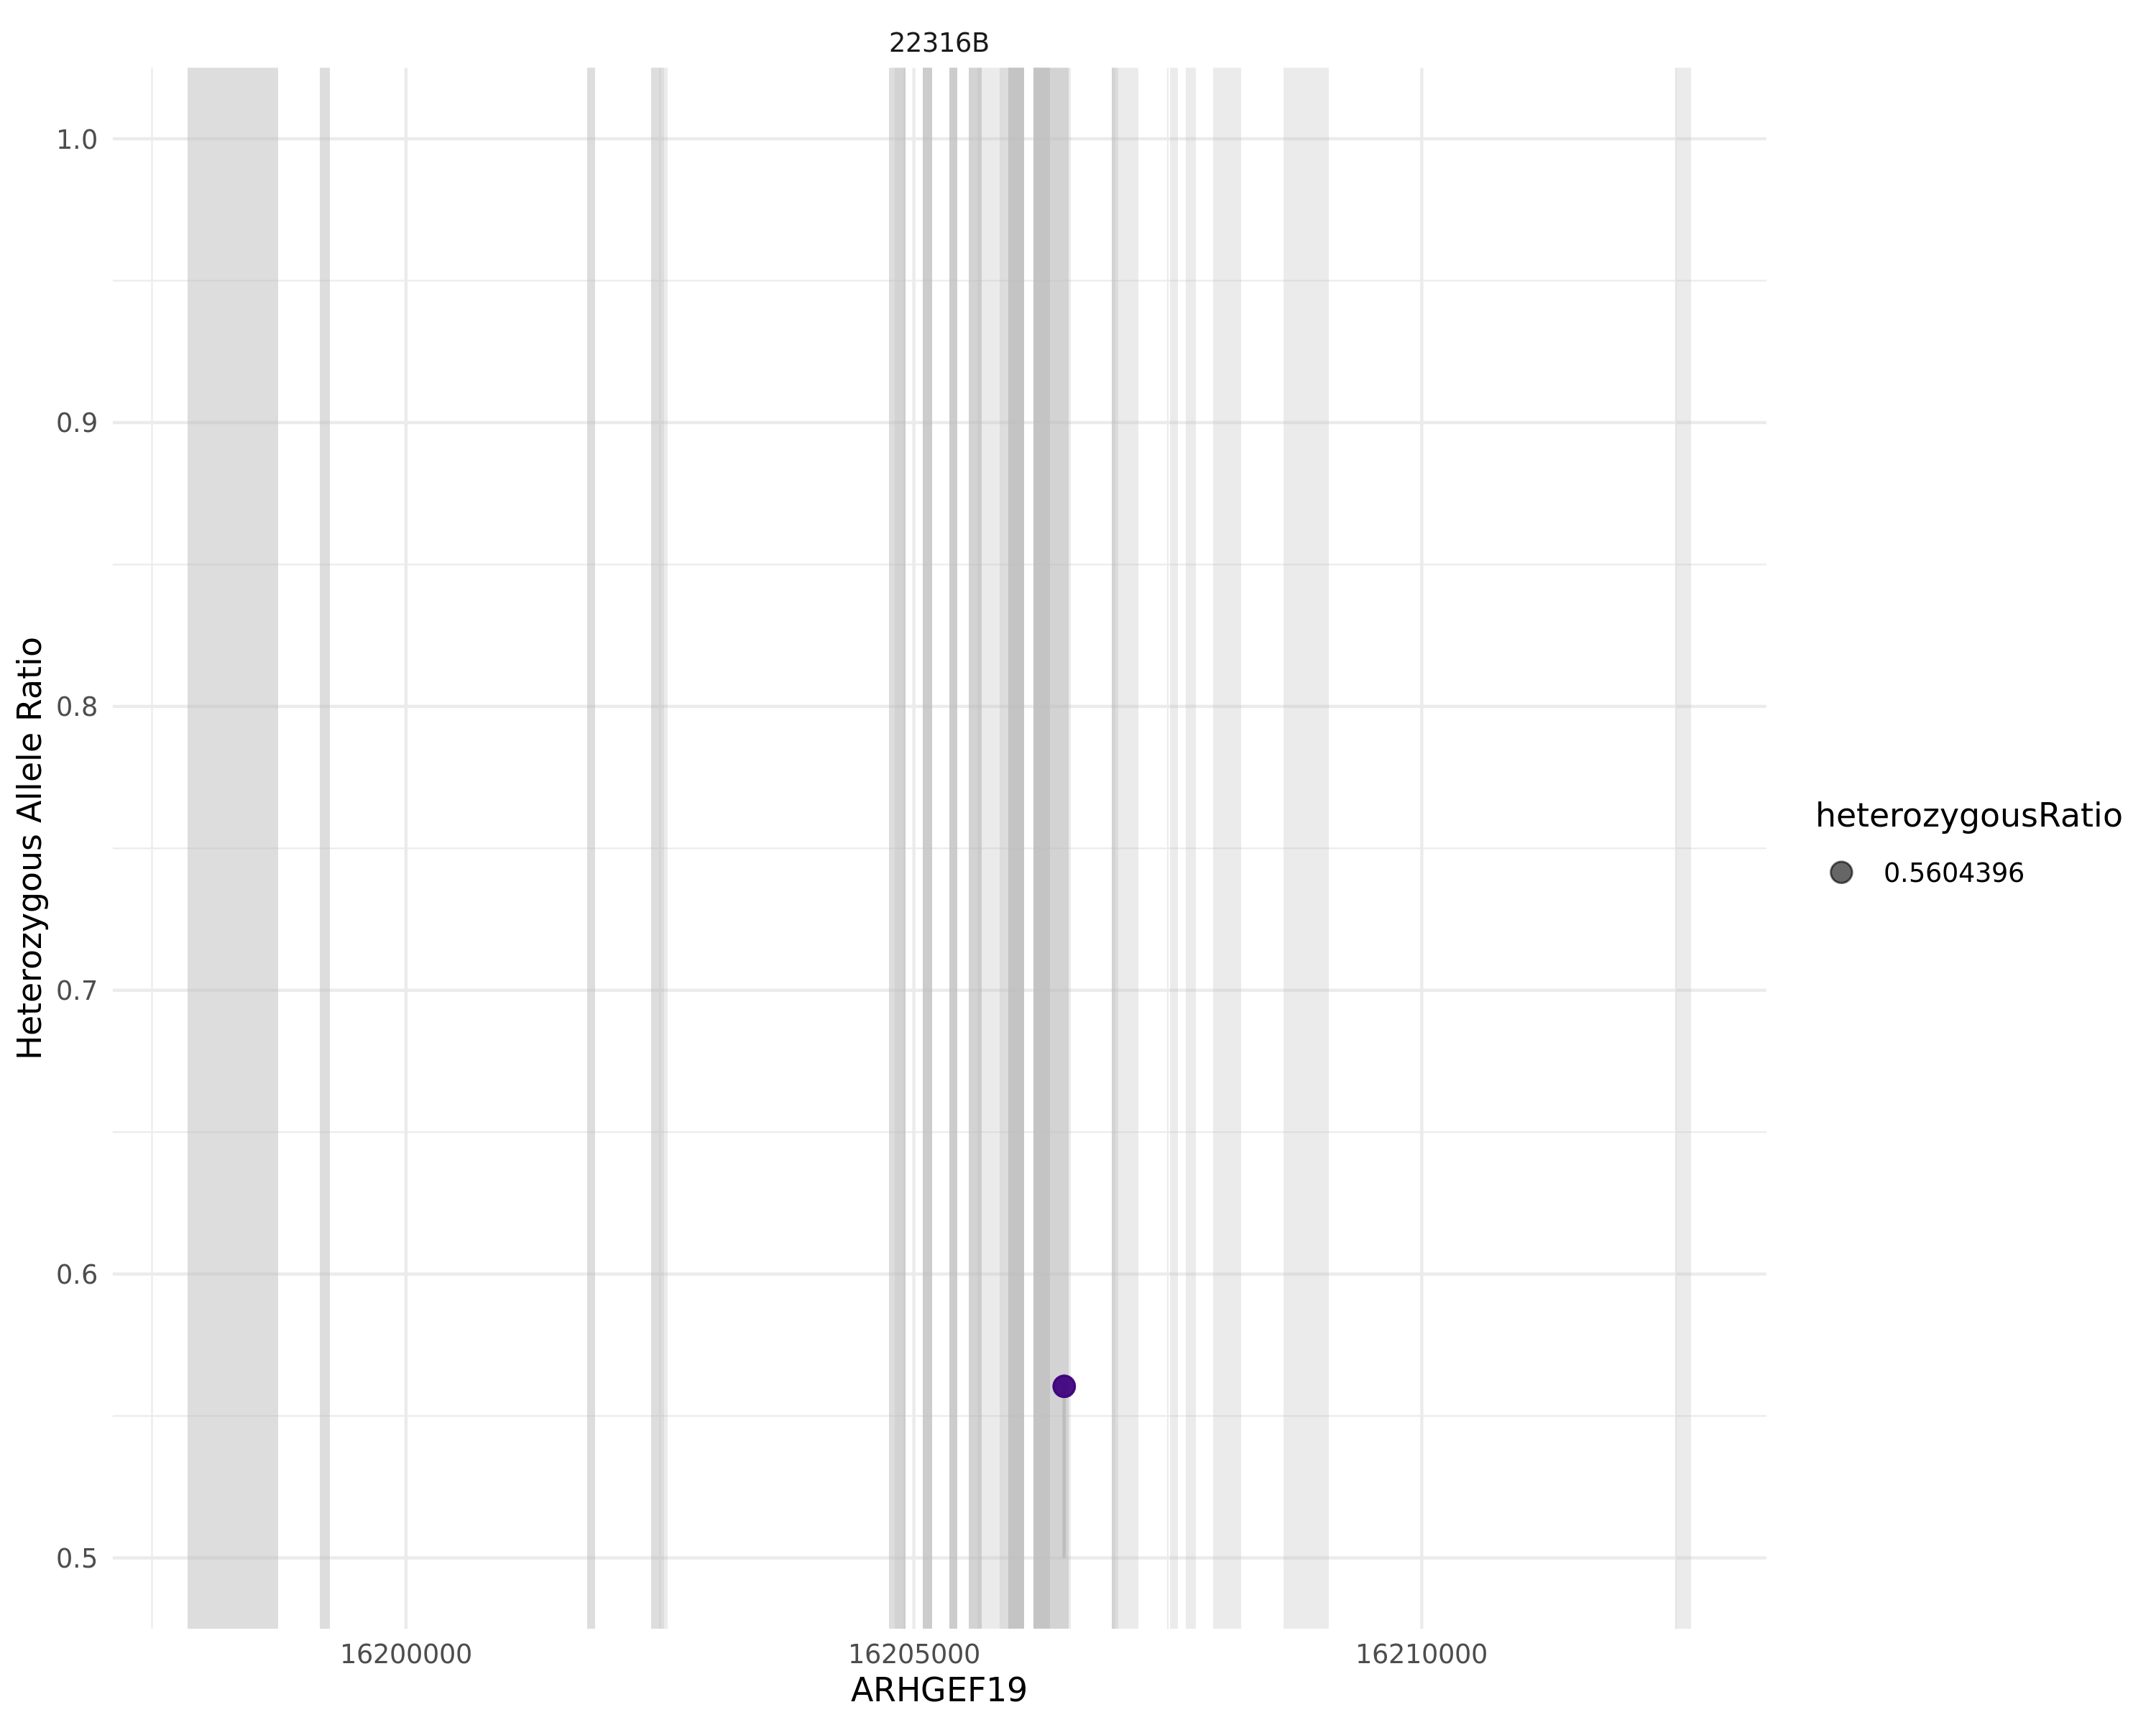 22316B
1.0
0.9
0.8
0.7
0.6
0.5
Heterozygous Allele Ratio
16200000
16205000
16210000
ARHGEF19
heterozygousRatio
0.5604396